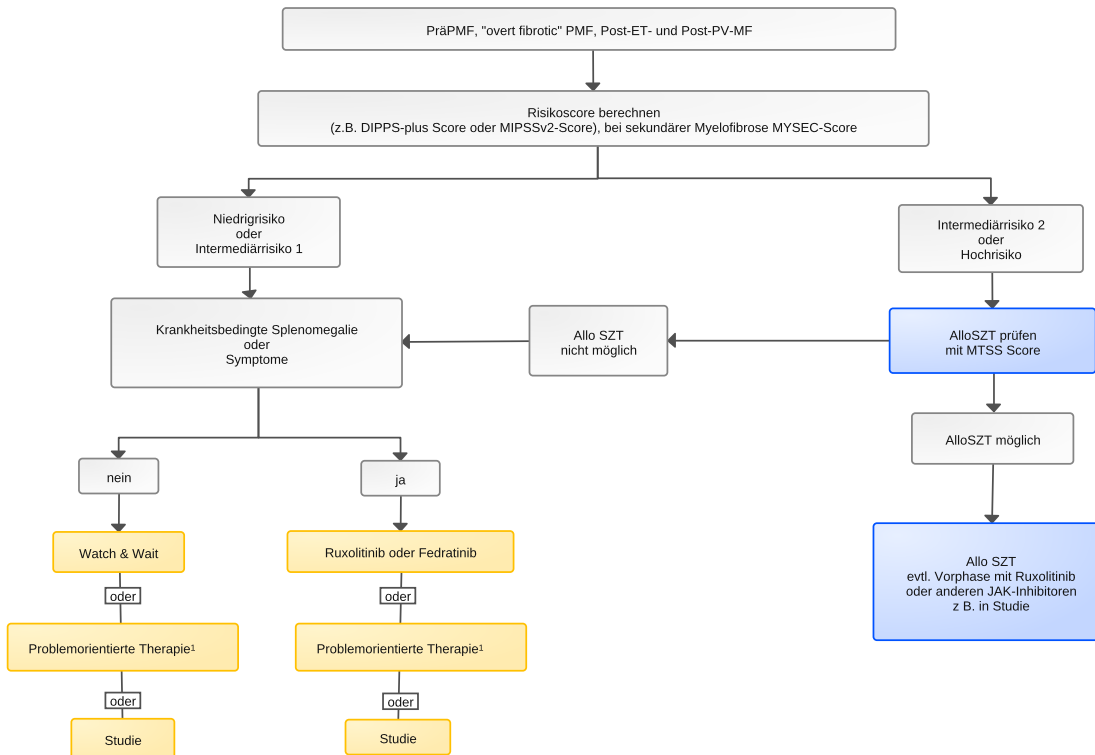 PräPMF, "overt fibrotic" PMF, Post-ET- und Post-PV-MF
Risikoscore berechnen
(z.B. DIPPS-plus Score oder MIPSSv2-Score), bei sekundärer Myelofibrose MYSEC-Score
Niedrigrisiko
oder
Intermediärrisiko 1
Intermediärrisiko 2
oder
Hochrisiko
Krankheitsbedingte Splenomegalie
oder
Symptome
Allo SZT
nicht möglich
AlloSZT prüfen
mit MTSS Score
AlloSZT möglich
nein
ja
Watch & Wait
Ruxolitinib oder Fedratinib
Allo SZT
evtl. Vorphase mit Ruxolitinib
oder anderen JAK-Inhibitoren
z B. in Studie
oder
oder
Problemorientierte Therapie¹
Problemorientierte Therapie¹
oder
oder
Studie
Studie